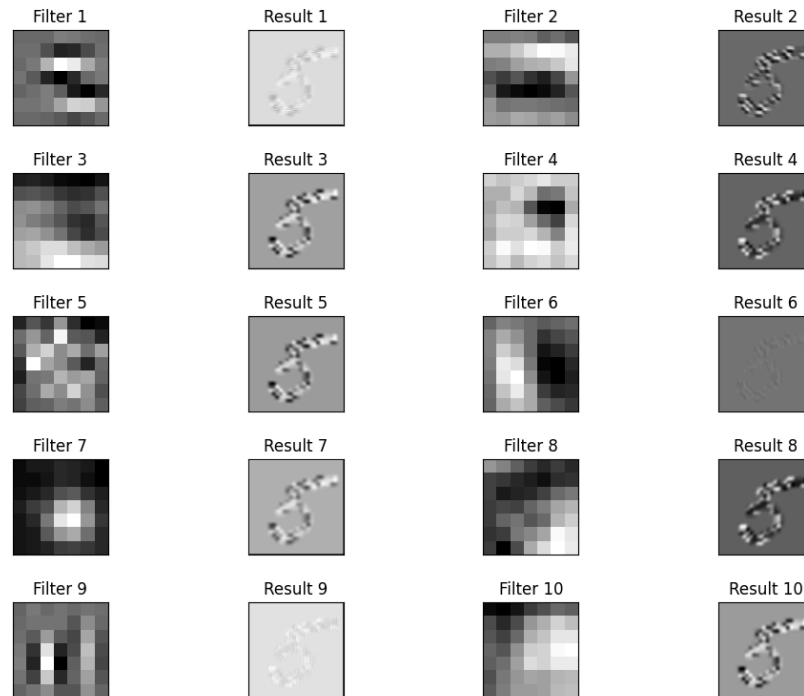 Filter 1 Result 1 Filter 2 Result 2
Filter 3 Result 3 Filter 4 Result 4
Filter 5 Result 5 Filter 6 Result 6
Filter 7 Result 7 Filter 8 Result 8
Filter 9 Result 9 Filter 10 Result 10